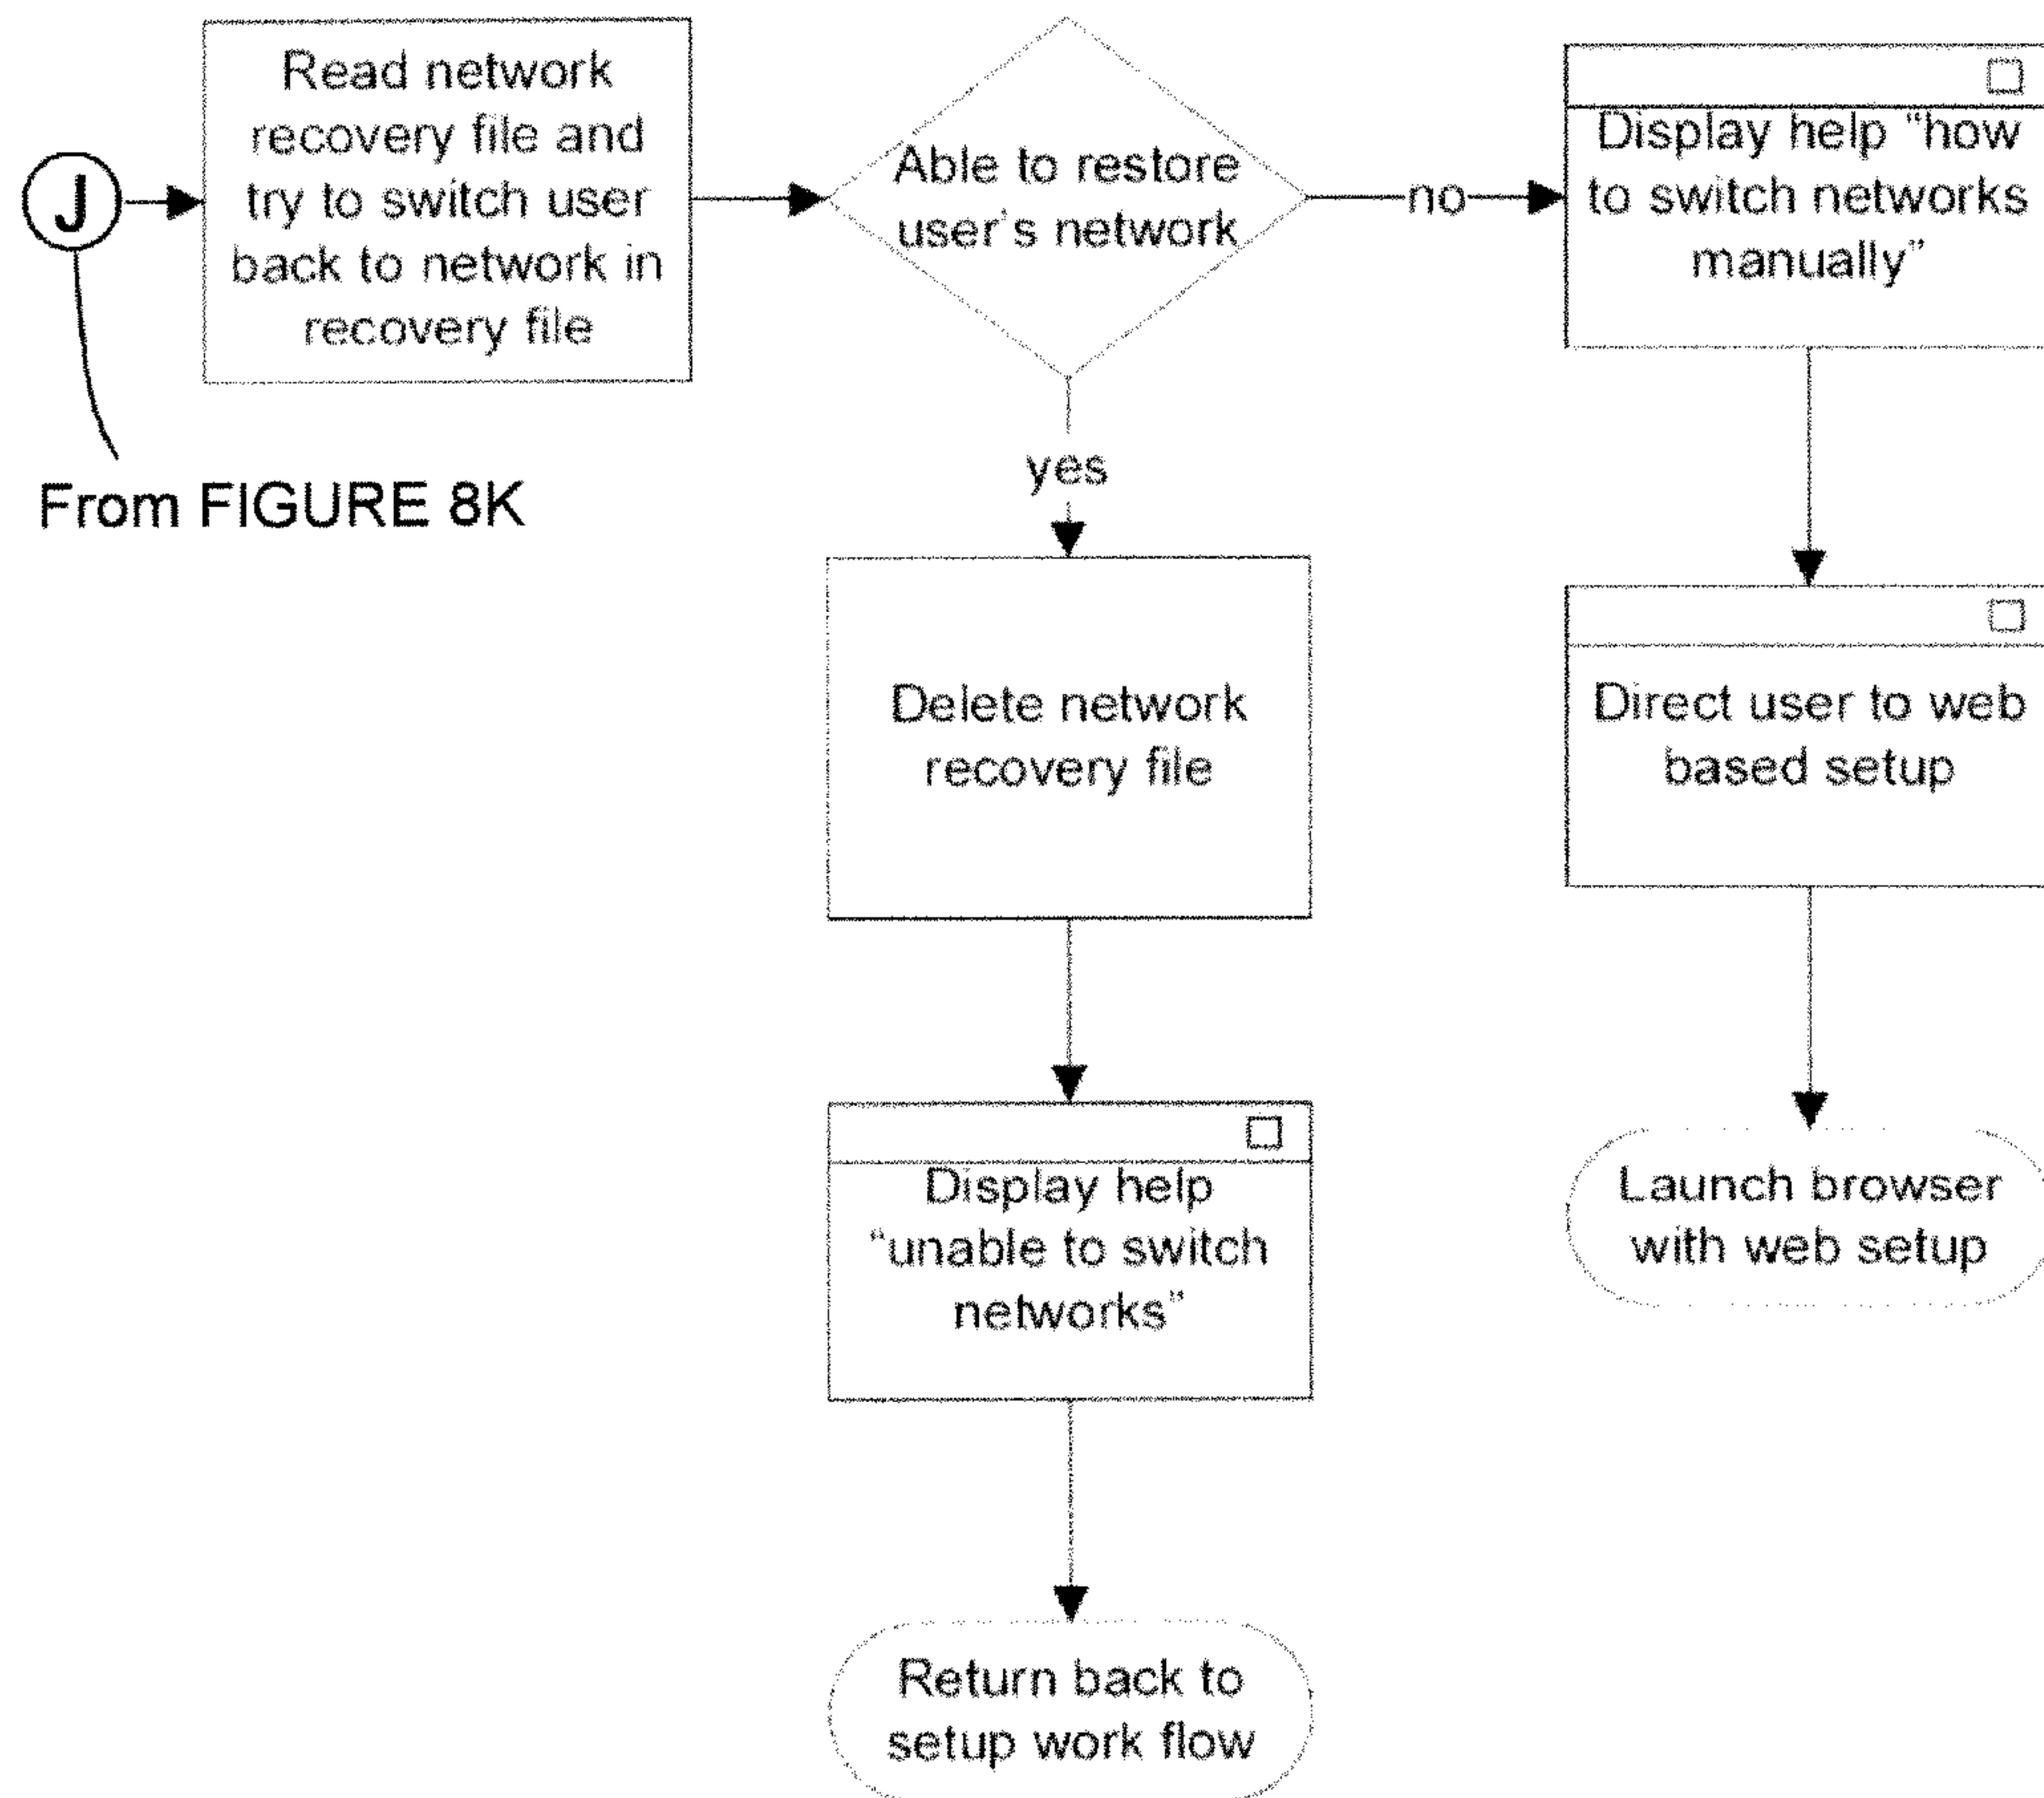 J
Read network
recovery file and
try to switch user
back to network in
recovery file
From FIGURE 8K
Able to restore
user's network
no
Display help “how
to switch networks
manually”
yes
Delete network
recovery file
Direct user to web
based setup
Display help
“unable to switch
networks”
Launch browser
with web setup
Return back to
setup work flow